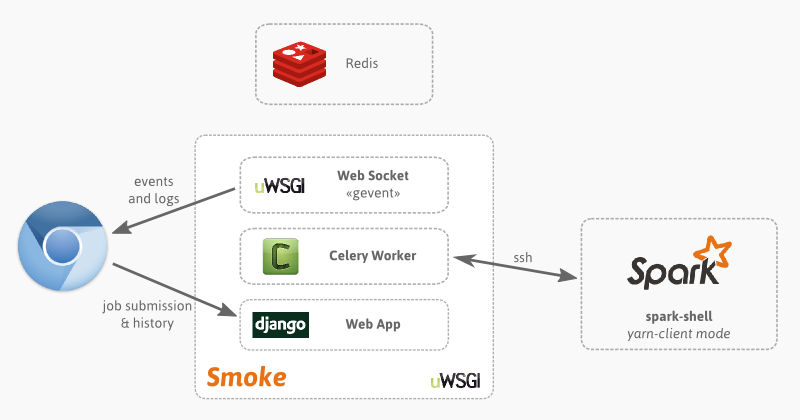 Redis
events
and logs
uWSGI
Web Socket
«gevent»
C
Celery Worker
ssh
job submission
& history
django
Web App
Smoke
uWSGI
Spark
spark-shell
yarn-client mode